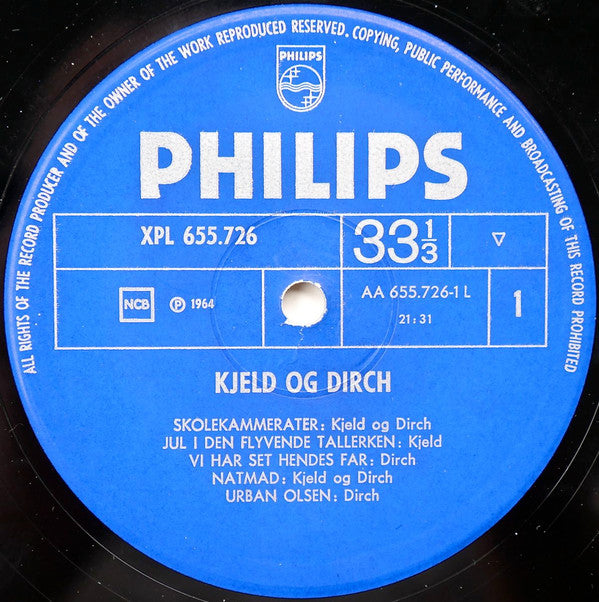 ALL RIGHTS OF THE RECORD PRODUCER AND OF THE OWNER OF THE WORK REPRODUCED RESERVED. COPYING, PUBLIC PERFORMANCE AND BROADCASTING OF THIS RECORD PROHIBITED
PHILIPS
PHILIPS
XPL 655.726
33 1/3
▽
NCB
℗ 1964
AA 655.726-1 L
21:31
1
KJELD OG DIRCH
SKOLEKAMMERATER: Kjeld og Dirch
JUL I DEN FLYVENDE TALLERKEN: Kjeld
VI HAR SET HENDES FAR: Dirch
NATMAD: Kjeld og Dirch
URBAN OLSEN: Dirch